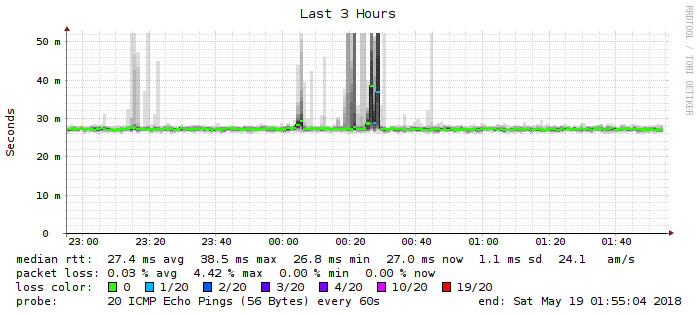 Last 3 Hours
RRDTOOL / TOBI OETIKER
Seconds
50 m
40 m
30 m
20 m
10 m
0
23:00 23:20 23:40 00:00 00:20 00:40 01:00 01:20 01:40
median rtt: 27.4 ms avg 38.5 ms max 26.8 ms min 27.0 ms now 1.1 ms sd 24.1 am/s
packet loss: 0.03 % avg 4.42 % max 0.00 % min 0.00 % now
loss color: 0 1/20 2/20 3/20 4/20 10/20 19/20
probe: 20 ICMP Echo Pings (56 Bytes) every 60s end: Sat May 19 01:55:04 2018